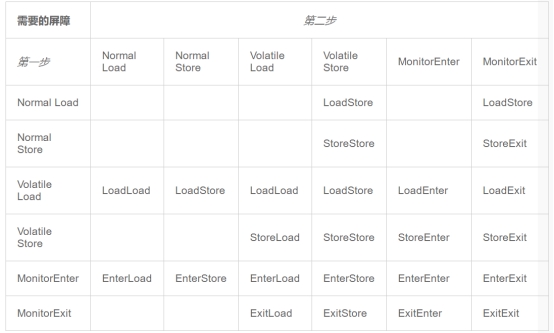 需要的屏障 第二步
第一步 Normal Load Normal Store Volatile Load Volatile Store MonitorEnter MonitorExit
Normal Load LoadStore LoadStore
Normal Store StoreStore StoreExit
Volatile Load LoadLoad LoadStore LoadLoad LoadStore LoadEnter LoadExit
Volatile Store StoreLoad StoreStore StoreEnter StoreExit
MonitorEnter EnterLoad EnterStore EnterLoad EnterStore EnterEnter EnterExit
MonitorExit ExitLoad ExitStore ExitEnter ExitExit